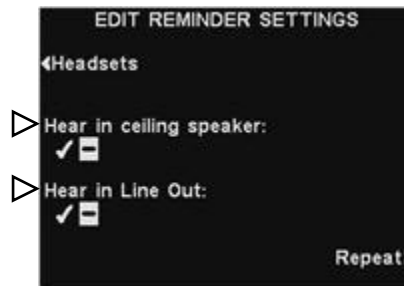 EDIT REMINDER SETTINGS
Headsets
Hear in ceiling speaker:
Hear in Line Out:
Repeat